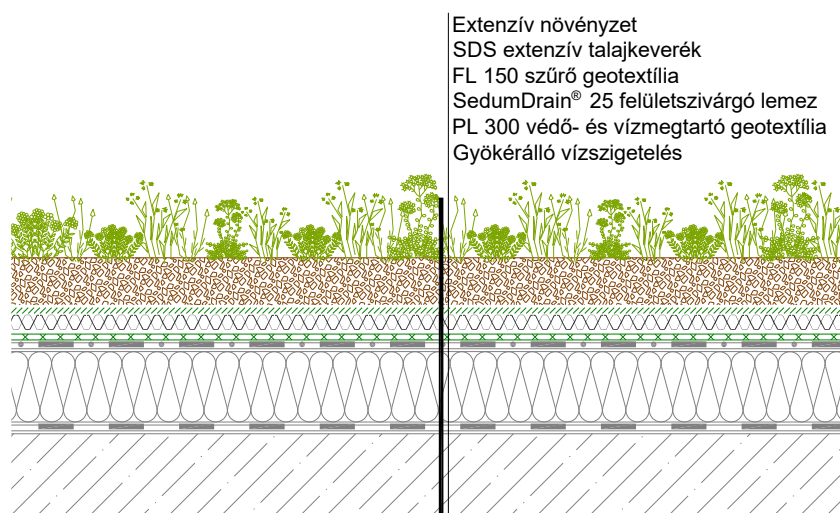 Extenzív növényzet
SDS extenzív talajkeverék
FL 150 szűrő geotextília
SedumDrain® 25 felületszivárgó lemez
PL 300 védő- és vízmegtartó geotextília
Gyökérálló vízszigetelés